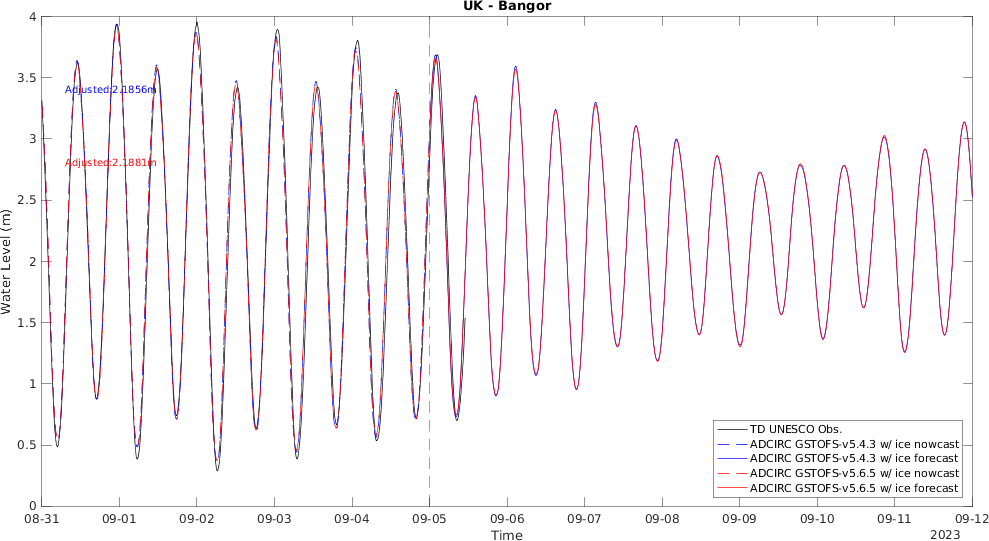 UK - Bangor
4
3.5
3
2.5
2
1.5
1
0.5
0
Water Level (m)
Adjusted:2.1856m
Adjusted:2.1881m
TD UNESCO Obs.
ADCIRC GSTOFS-v5.4.3 w/ ice nowcast
ADCIRC GSTOFS-v5.4.3 w/ ice forecast
ADCIRC GSTOFS-v5.6.5 w/ ice nowcast
ADCIRC GSTOFS-v5.6.5 w/ ice forecast
08-31 09-01 09-02 09-03 09-04 09-05 09-06 09-07 09-08 09-09 09-10 09-11 09-12
Time
2023